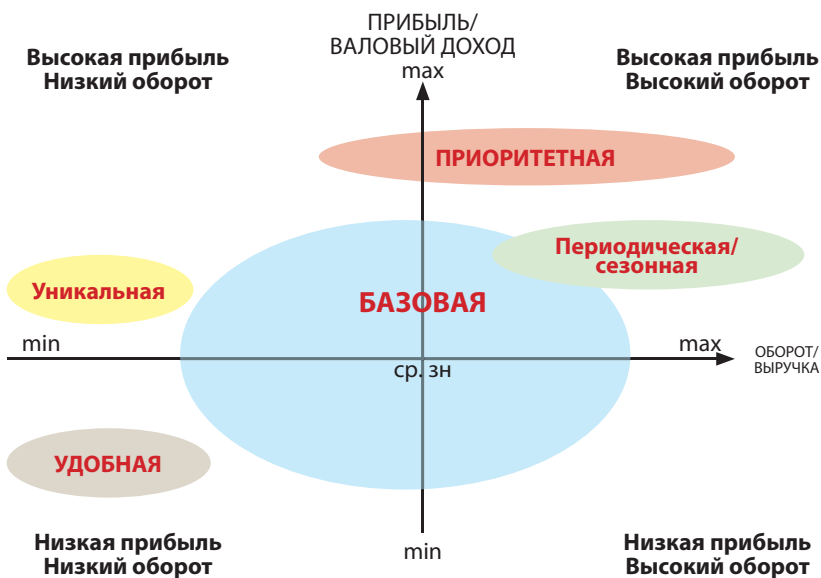 ПРИБЫЛЬ/
ВАЛОВЫЙ ДОХОД
max
Высокая прибыль
Низкий оборот
Высокая прибыль
Высокий оборот
ПРИОРИТЕТНАЯ
Периодическая/
сезонная
Уникальная
БАЗОВАЯ
min
max
ОБОРОТ/
ВЫРУЧКА
ср. зн
УДОБНАЯ
Низкая прибыль
Низкий оборот
min
Низкая прибыль
Высокий оборот